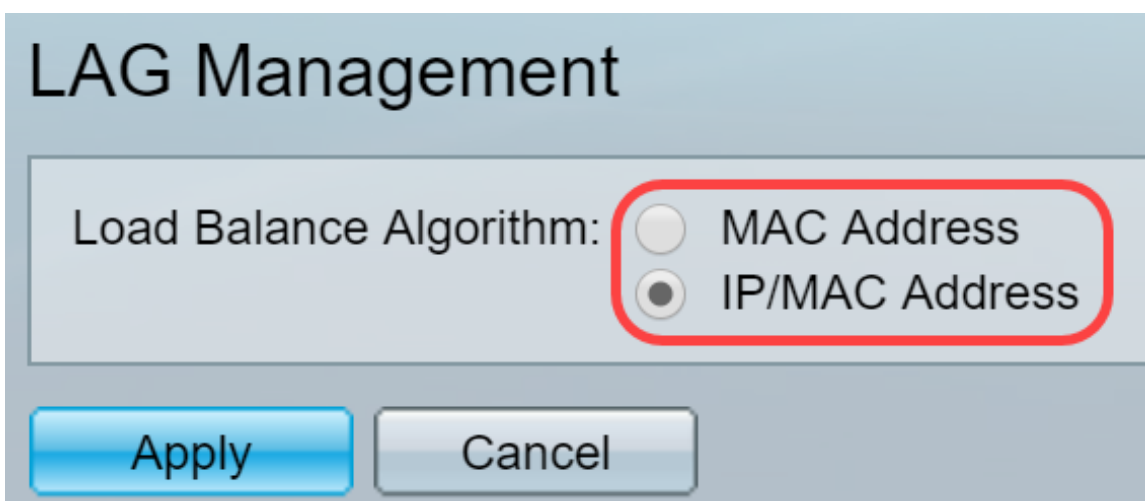 LAG Management
Load Balance Algorithm: MAC Address
IP/MAC Address
Apply Cancel